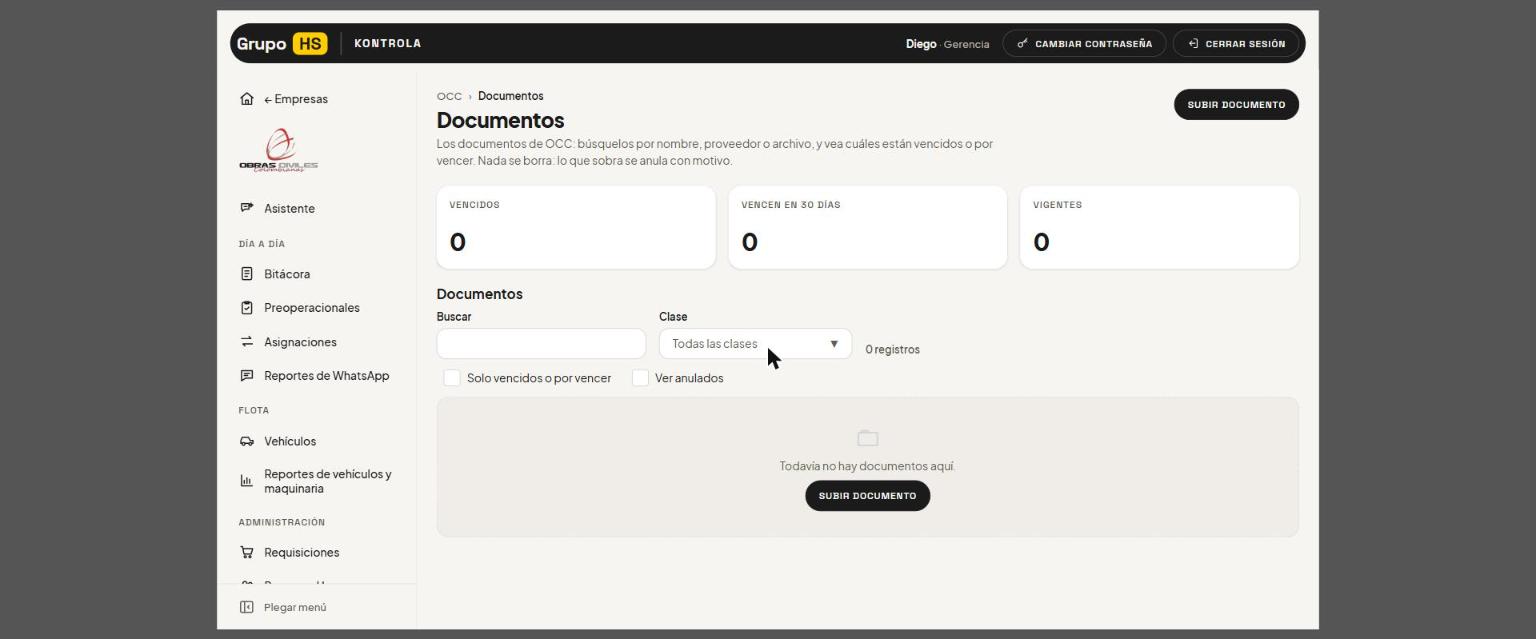 Grupo HS
KONTROLA
Diego · Gerencia
CAMBIAR CONTRASEÑA
CERRAR SESIÓN
← Empresas
OBRAS CIVILES
Colombianas
Asistente
DÍA A DÍA
Bitácora
Preoperacionales
Asignaciones
Reportes de WhatsApp
FLOTA
Vehículos
Reportes de vehículos y
maquinaria
ADMINISTRACIÓN
Requisiciones
Plegar menú
OCC › Documentos
Documentos
SUBIR DOCUMENTO
Los documentos de OCC: búsquelos por nombre, proveedor o archivo, y vea cuáles están vencidos o por
vencer. Nada se borra: lo que sobra se anula con motivo.
VENCIDOS
0
VENCEN EN 30 DÍAS
0
VIGENTES
0
Documentos
Buscar
Clase
Todas las clases
0 registros
Solo vencidos o por vencer
Ver anulados
Todavía no hay documentos aquí.
SUBIR DOCUMENTO